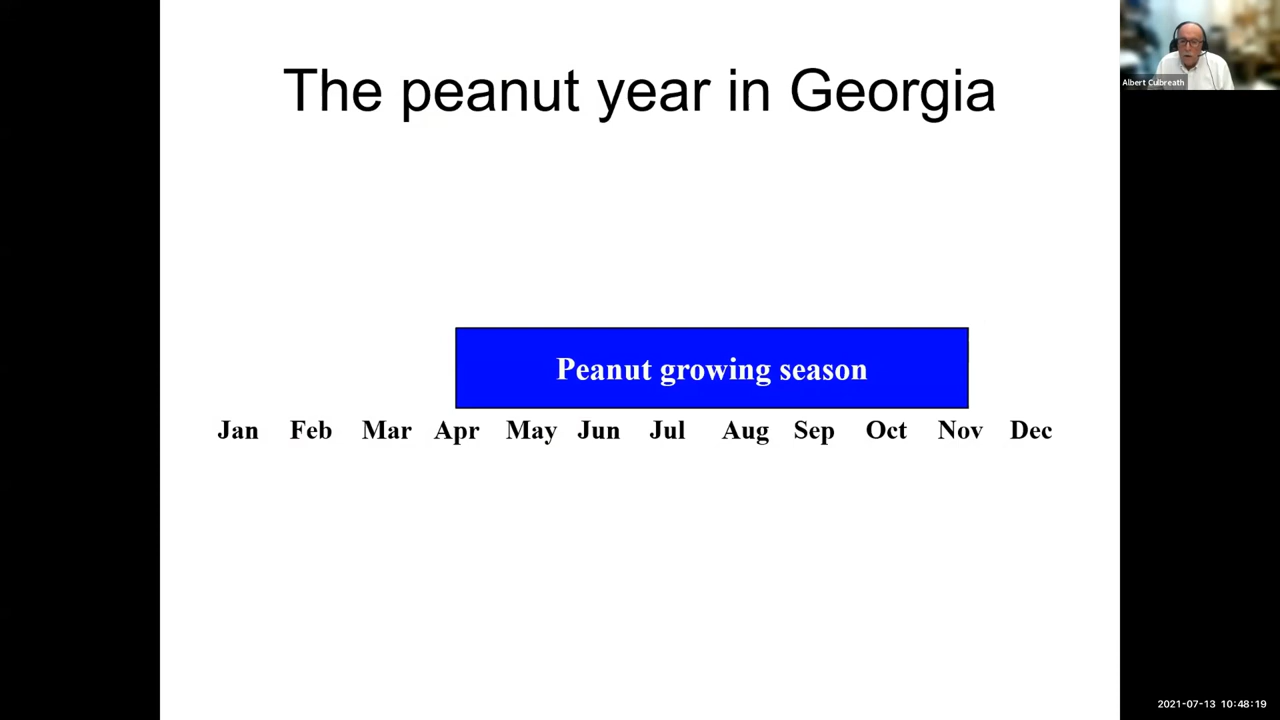 The peanut year in Georgia
Albert Culbreath
Peanut growing season
Jan Feb Mar Apr May Jun Jul Aug Sep Oct Nov Dec
2021-07-13 10:48:19